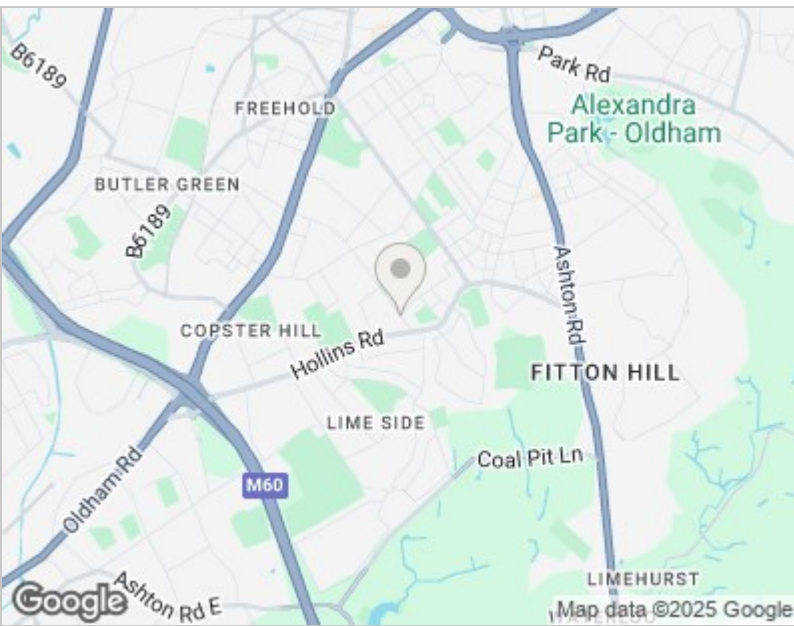 B6189
Park Rd
FREEHOLD
Alexandra
Park - Oldham
BUTLER GREEN
B6189
Ashton Rd
COPSTER HILL
Hollins Rd
FITTON HILL
LIME SIDE
Coal Pit Ln
Oldham Rd
M60
LIMEHURST
Google
Ashton Rd E
Map data ©2025 Google